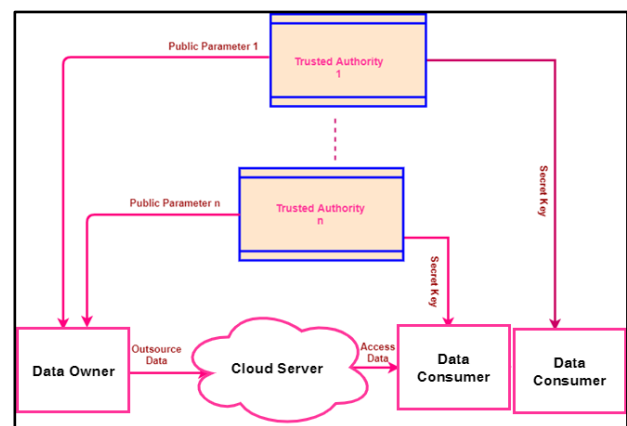 Public Parameter 1
Trusted Authority
1
Secret Key
Public Parameter n
Trusted Authority
n
Secret Key
Data Owner
Outsource
Data
Cloud Server
Access
Data
Data
Consumer
Data
Consumer